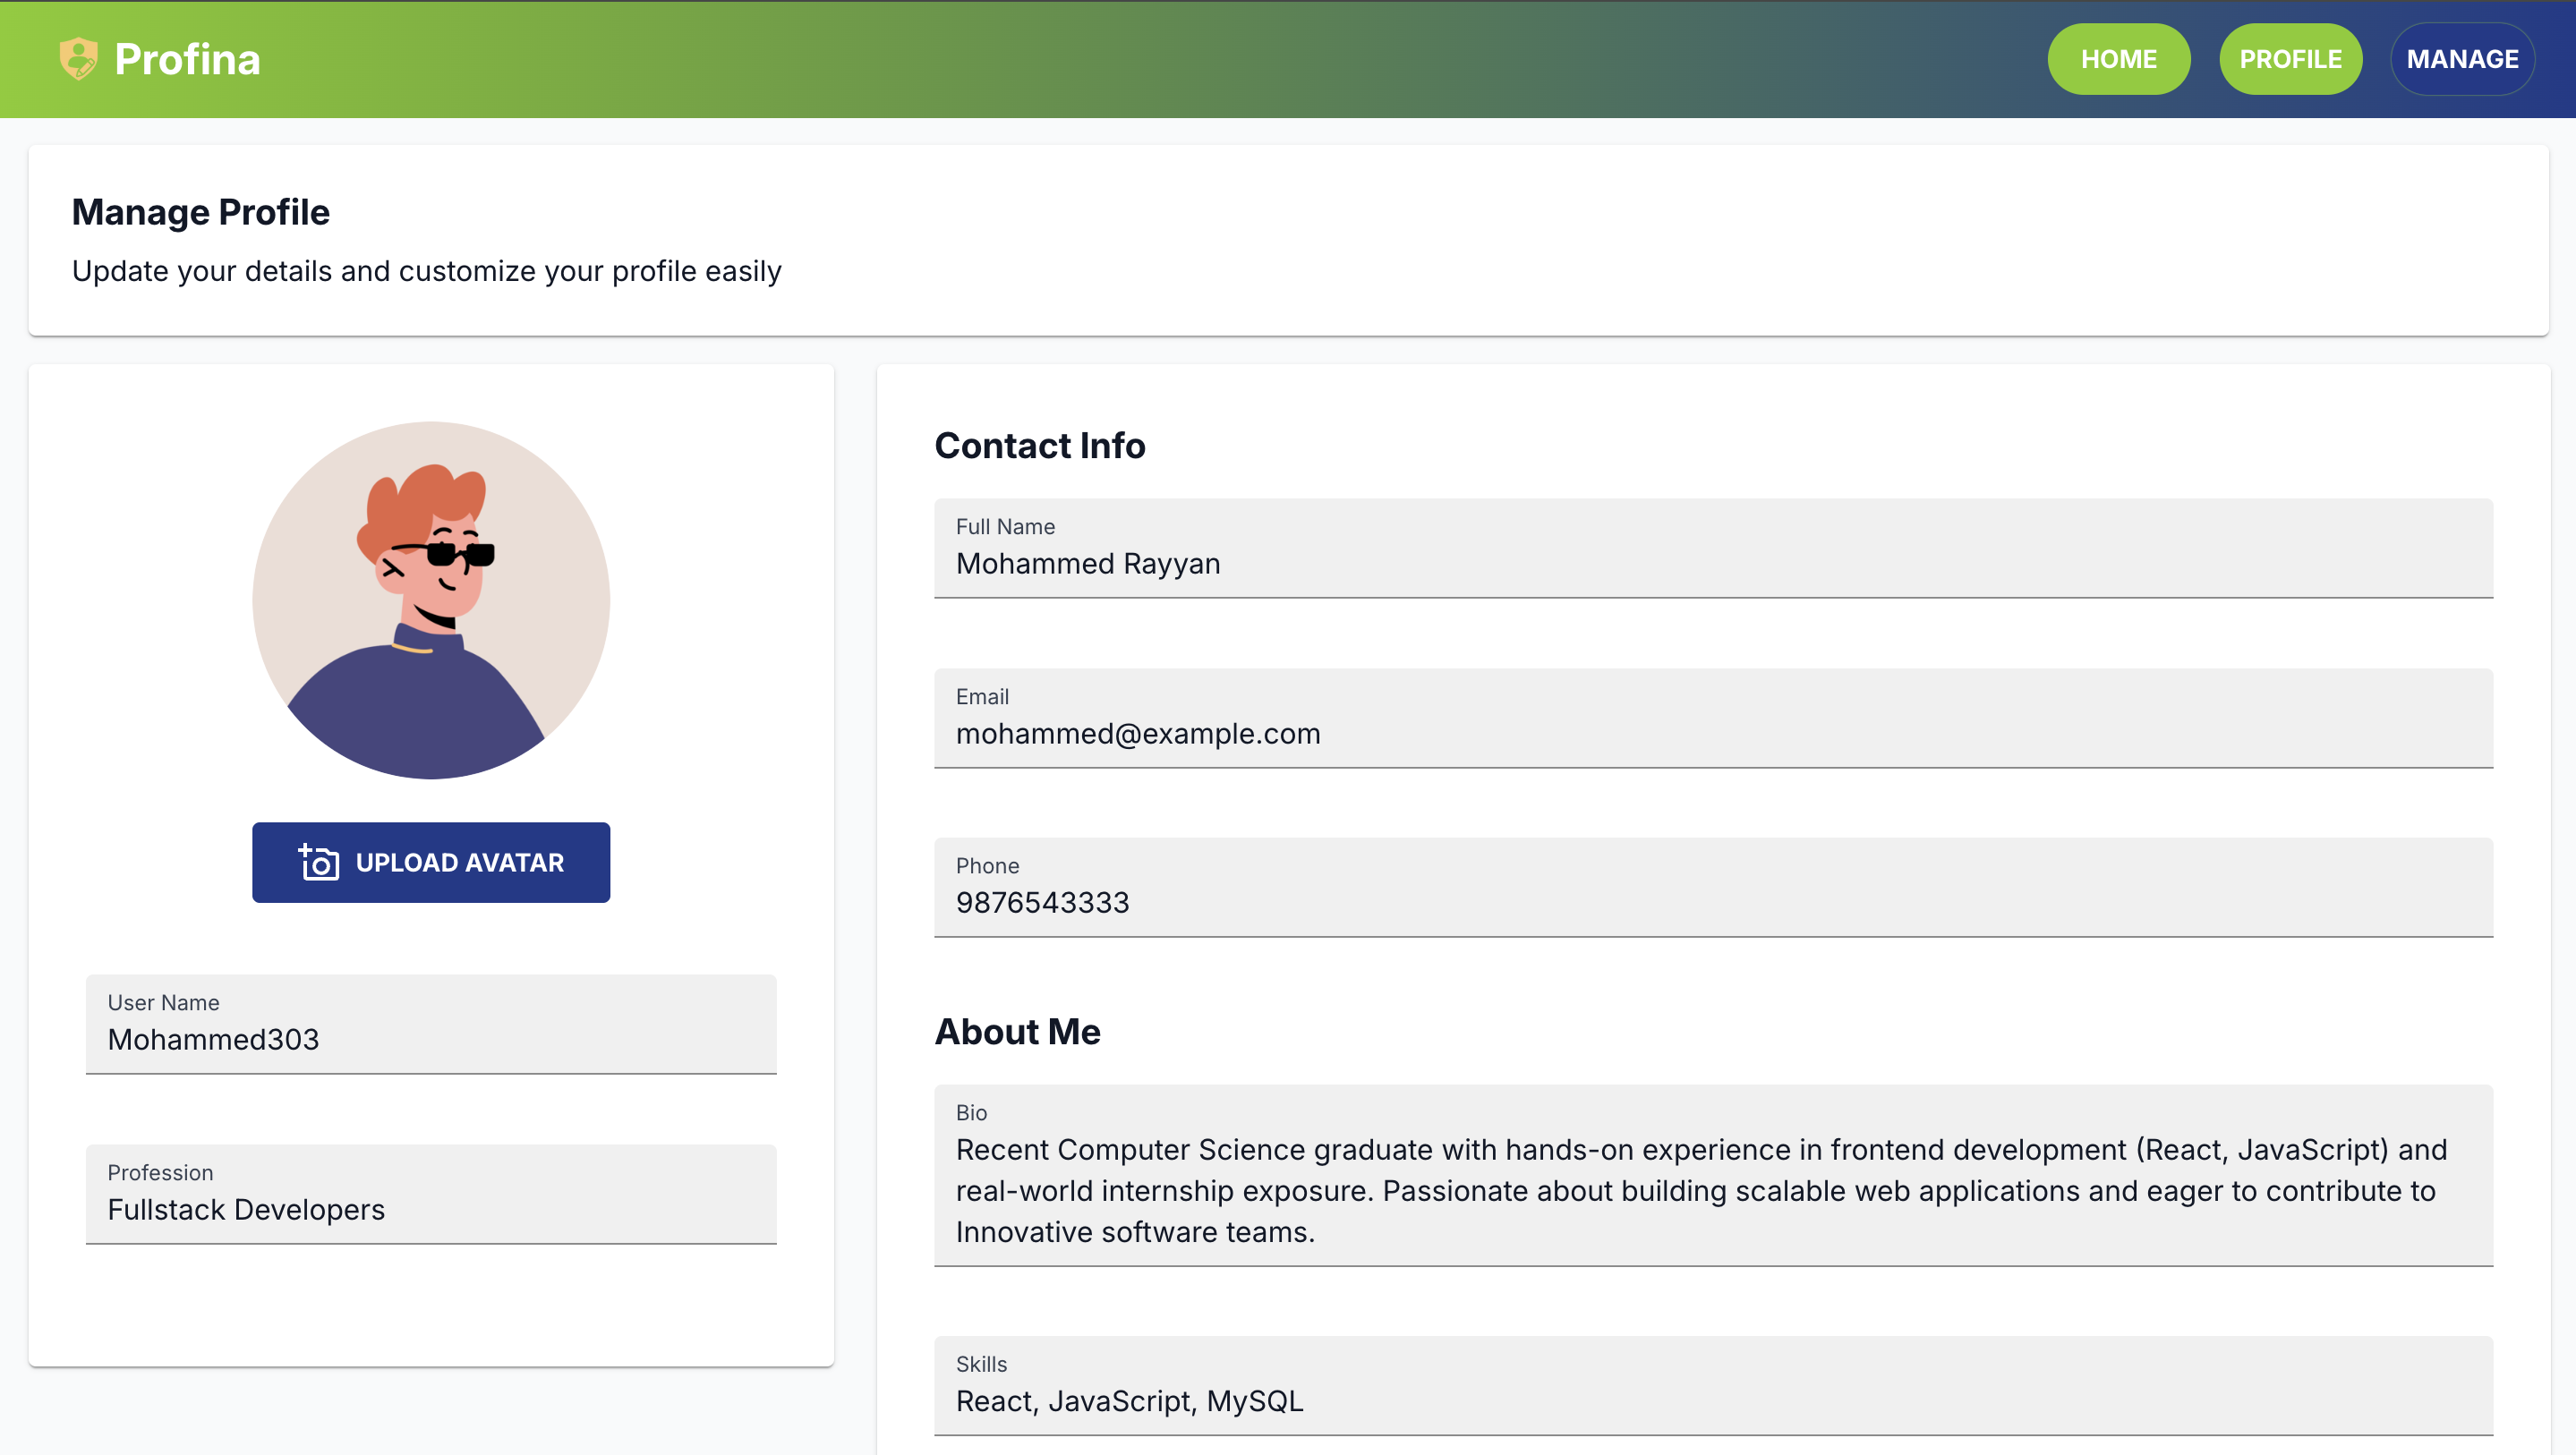 Profina
HOME
PROFILE
MANAGE
Manage Profile
Update your details and customize your profile easily
UPLOAD AVATAR
User Name
Mohammed303
Profession
Fullstack Developers
Contact Info
Full Name
Mohammed Rayyan
Email
mohammed@example.com
Phone
9876543333
About Me
Bio
Recent Computer Science graduate with hands-on experience in frontend development (React, JavaScript) and
real-world internship exposure. Passionate about building scalable web applications and eager to contribute to
Innovative software teams.
Skills
React, JavaScript, MySQL